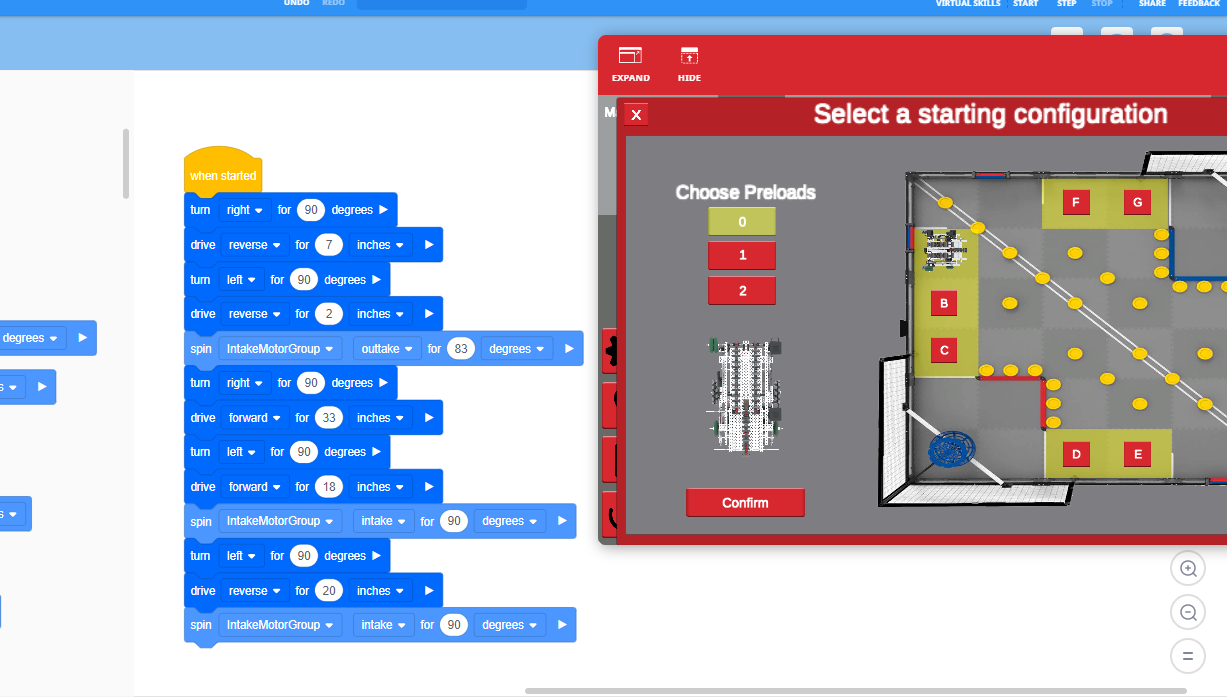 UNDO REDO
VIRTUAL SKILLS START STEP STOP SHARE FEEDBACK
EXPAND HIDE
X Select a starting configuration
when started
turn right for 90 degrees
drive reverse for 7 inches
turn left for 90 degrees
drive reverse for 2 inches
spin IntakeMotorGroup outtake for 83 degrees
turn right for 90 degrees
drive forward for 33 inches
turn left for 90 degrees
drive forward for 18 inches
spin IntakeMotorGroup intake for 90 degrees
turn left for 90 degrees
drive reverse for 20 inches
spin IntakeMotorGroup intake for 90 degrees
degrees
s
s
Choose Preloads
0
1
2
Confirm
F G
B
C
D E